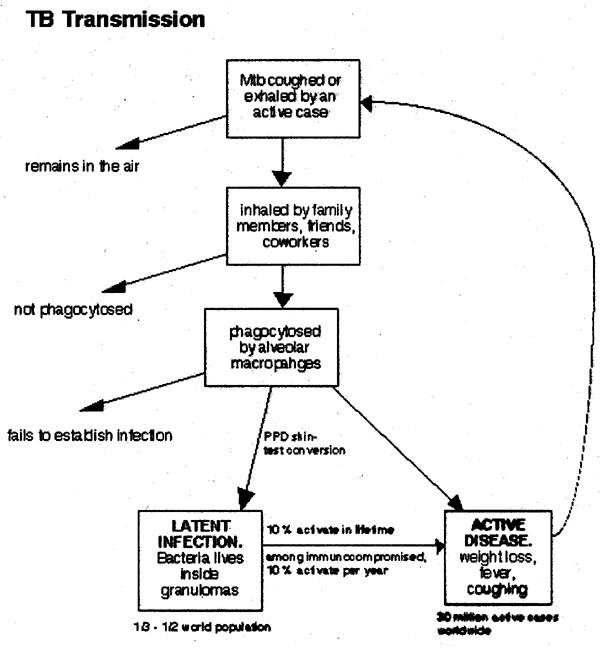 TB Transmission
Mtb coughed or
exhaled by an
active case
remains in the air
inhaled by family
members, friends,
coworkers
not phagocytosed
phagocytosed
by alveolar
macropahges
fails to establish infection
PPD skin-
test conversion
LATENT
INFECTION.
Bacteria lives
inside
granulomas
1/3 - 1/2 world population
10 % activate in lifetime
among immunocompromised,
10 % activate per year
ACTIVE
DISEASE.
weight loss,
fever,
coughing
30 million active cases
worldwide